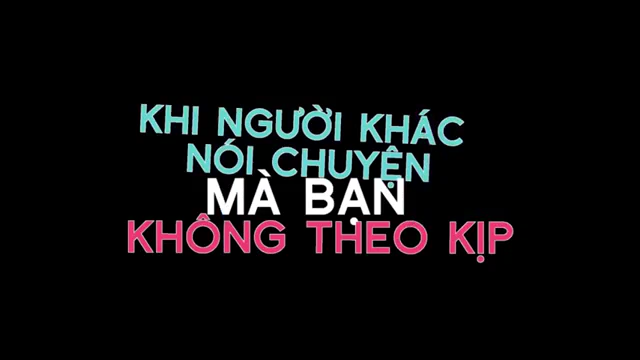 KHI NGƯỜI KHÁC
NÓI CHUYỆN
MÀ BẠN
KHÔNG THEO KỊP